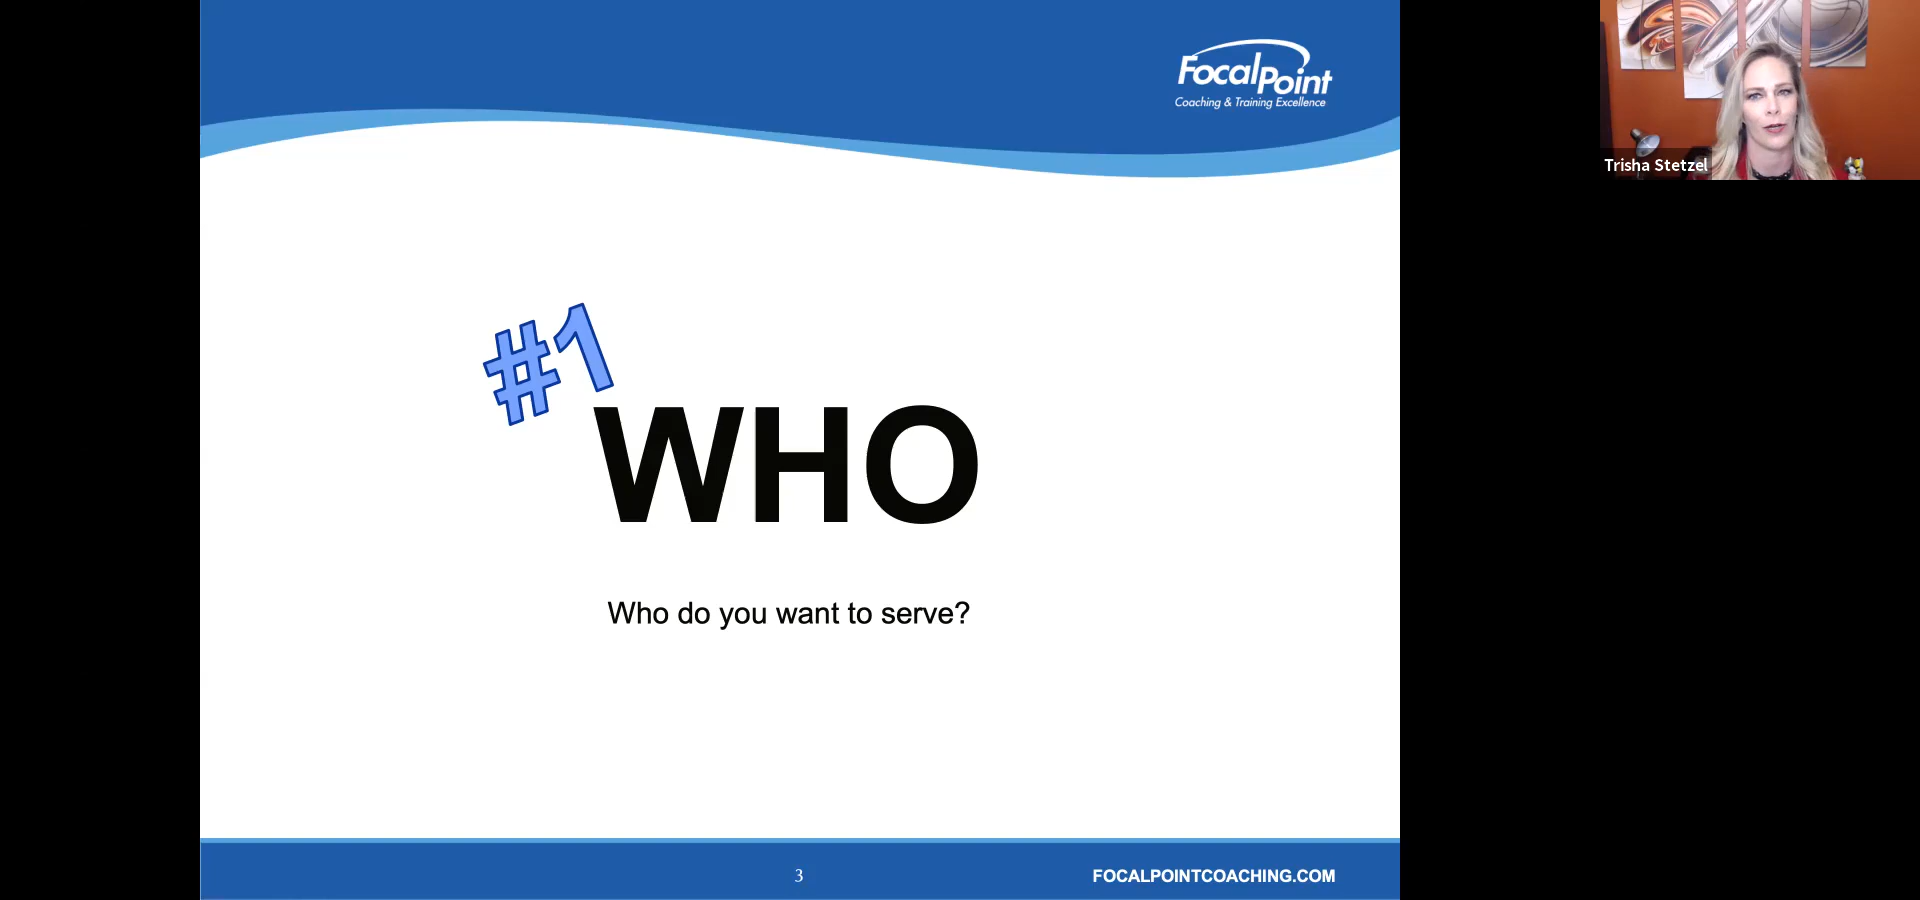 FocalPoint
Coaching & Training Excellence
Trisha Stetzel
#1
WHO
Who do you want to serve?
3
FOCALPOINTCOACHING.COM